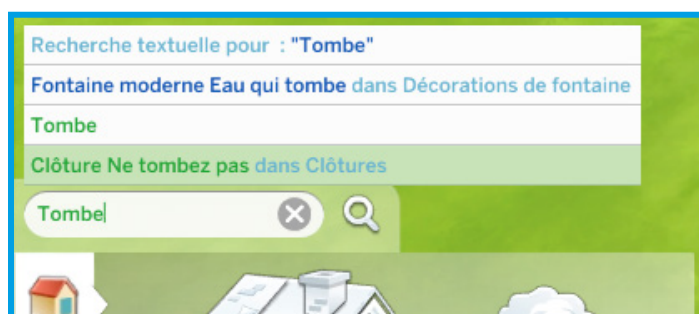 Recherche textuelle pour : "Tombe"
Fontaine moderne Eau qui tombe dans Décorations de fontaine
Tombe
Clôture Ne tombez pas dans Clôtures
Tombe